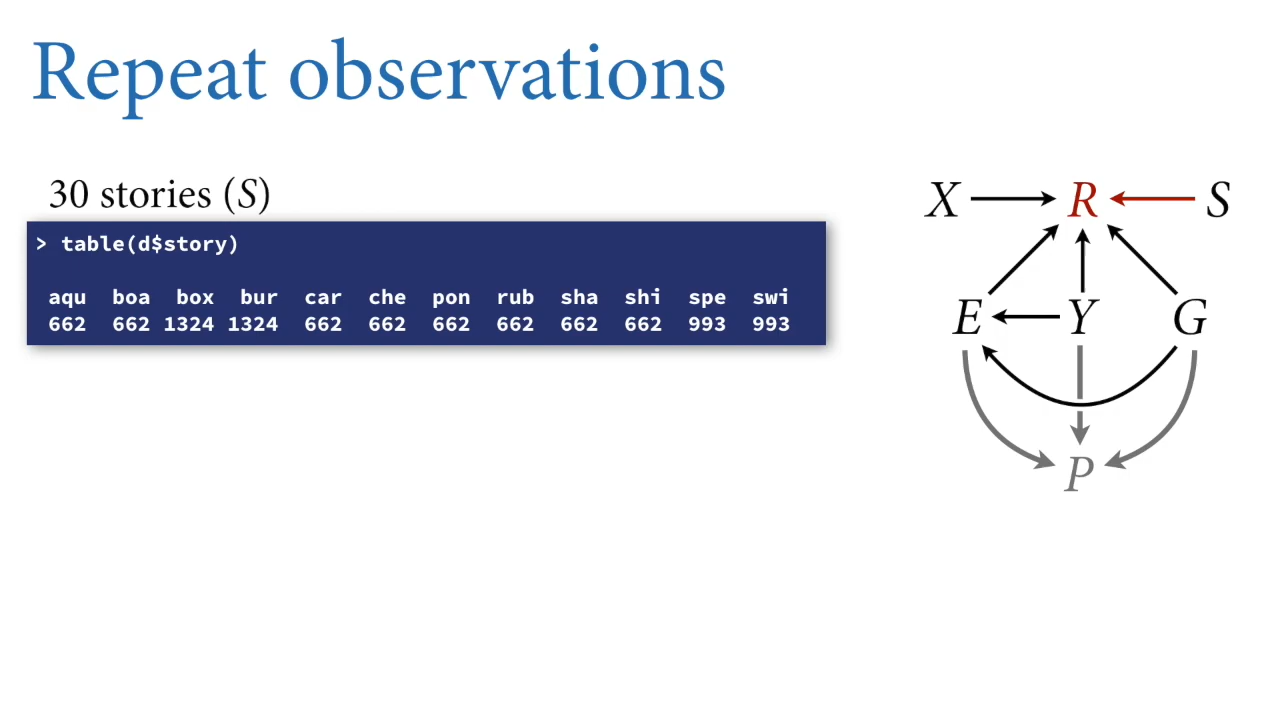 Repeat observations
30 stories (S)
> table(d$story)
aqu boa box bur car che pon rub sha shi spe swi
662 662 1324 1324 662 662 662 662 662 662 993 993
X R S
E Y G
P